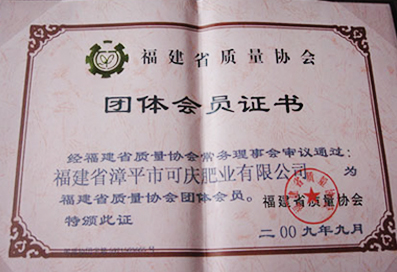 福建省质量协会
团体会员证书
经福建省质量协会常务理事会审议通过：
福建省漳平市可庆肥业有限公司 为
福建省质量协会团体会员。 福建省质量协会
特颁此证
二00九年九月